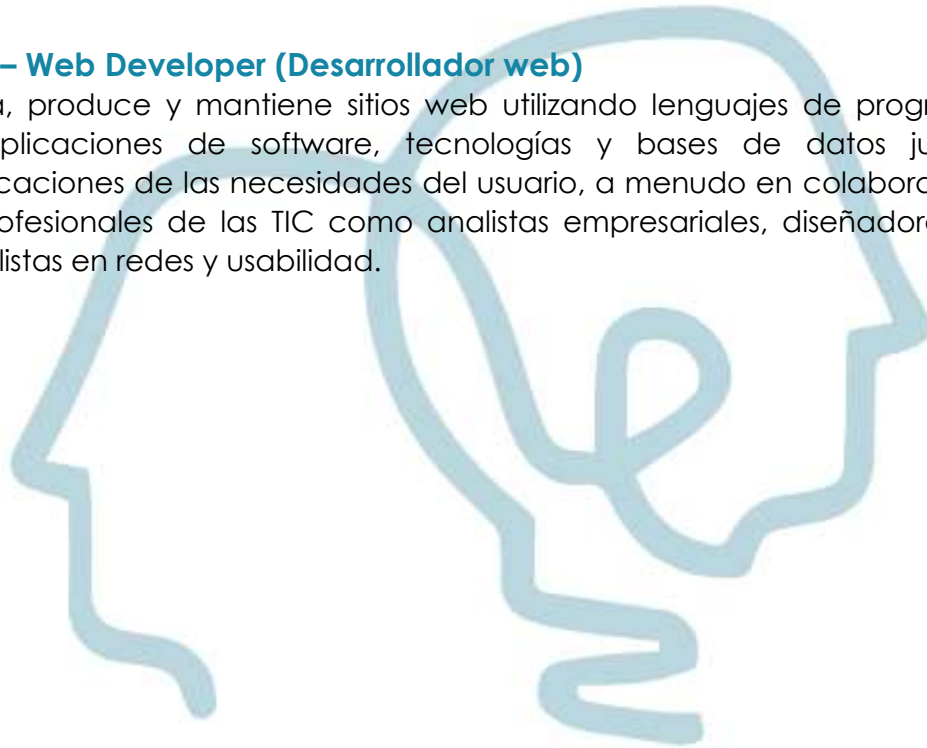 – Web Developer (Desarrollador web)
a, produce y mantiene sitios web utilizando lenguajes de progr
plicaciones de software, tecnologías y bases de datos ju
caciones de las necesidades del usuario, a menudo en colabora
ofesionales de las TIC como analistas empresariales, diseñador
listas en redes y usabilidad.